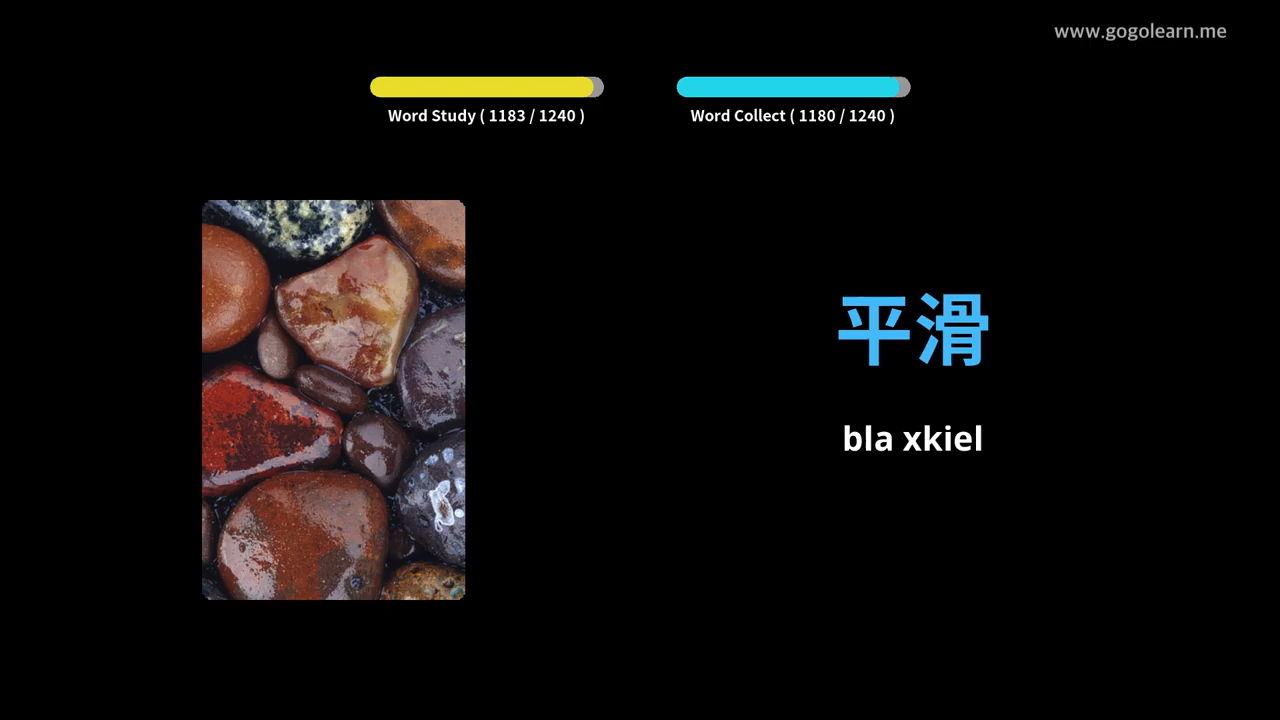 www.gogolearn.me
Word Study ( 1183 / 1240 )
Word Collect ( 1180 / 1240 )
平滑
bla xkiel